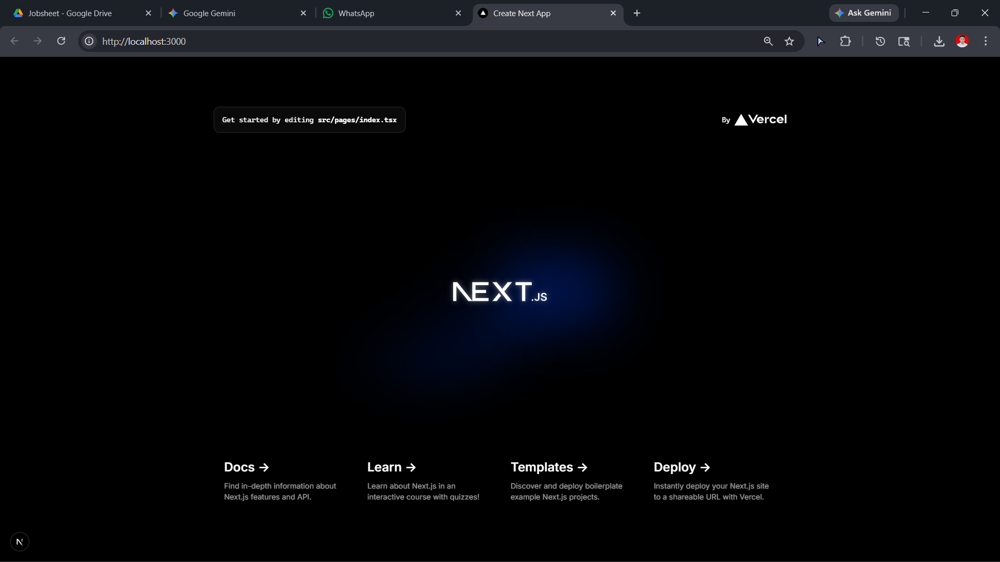 Jobsheet - Google Drive
Google Gemini
WhatsApp
Create Next App
Ask Gemini
http://localhost:3000
Get started by editing src/pages/index.tsx
By Vercel
NEXT.JS
Docs →
Find in-depth information about
Next.js features and API.
Learn →
Learn about Next.js in an
interactive course with quizzes!
Templates →
Discover and deploy boilerplate
example Next.js projects.
Deploy →
Instantly deploy your Next.js site
to a shareable URL with Vercel.
N